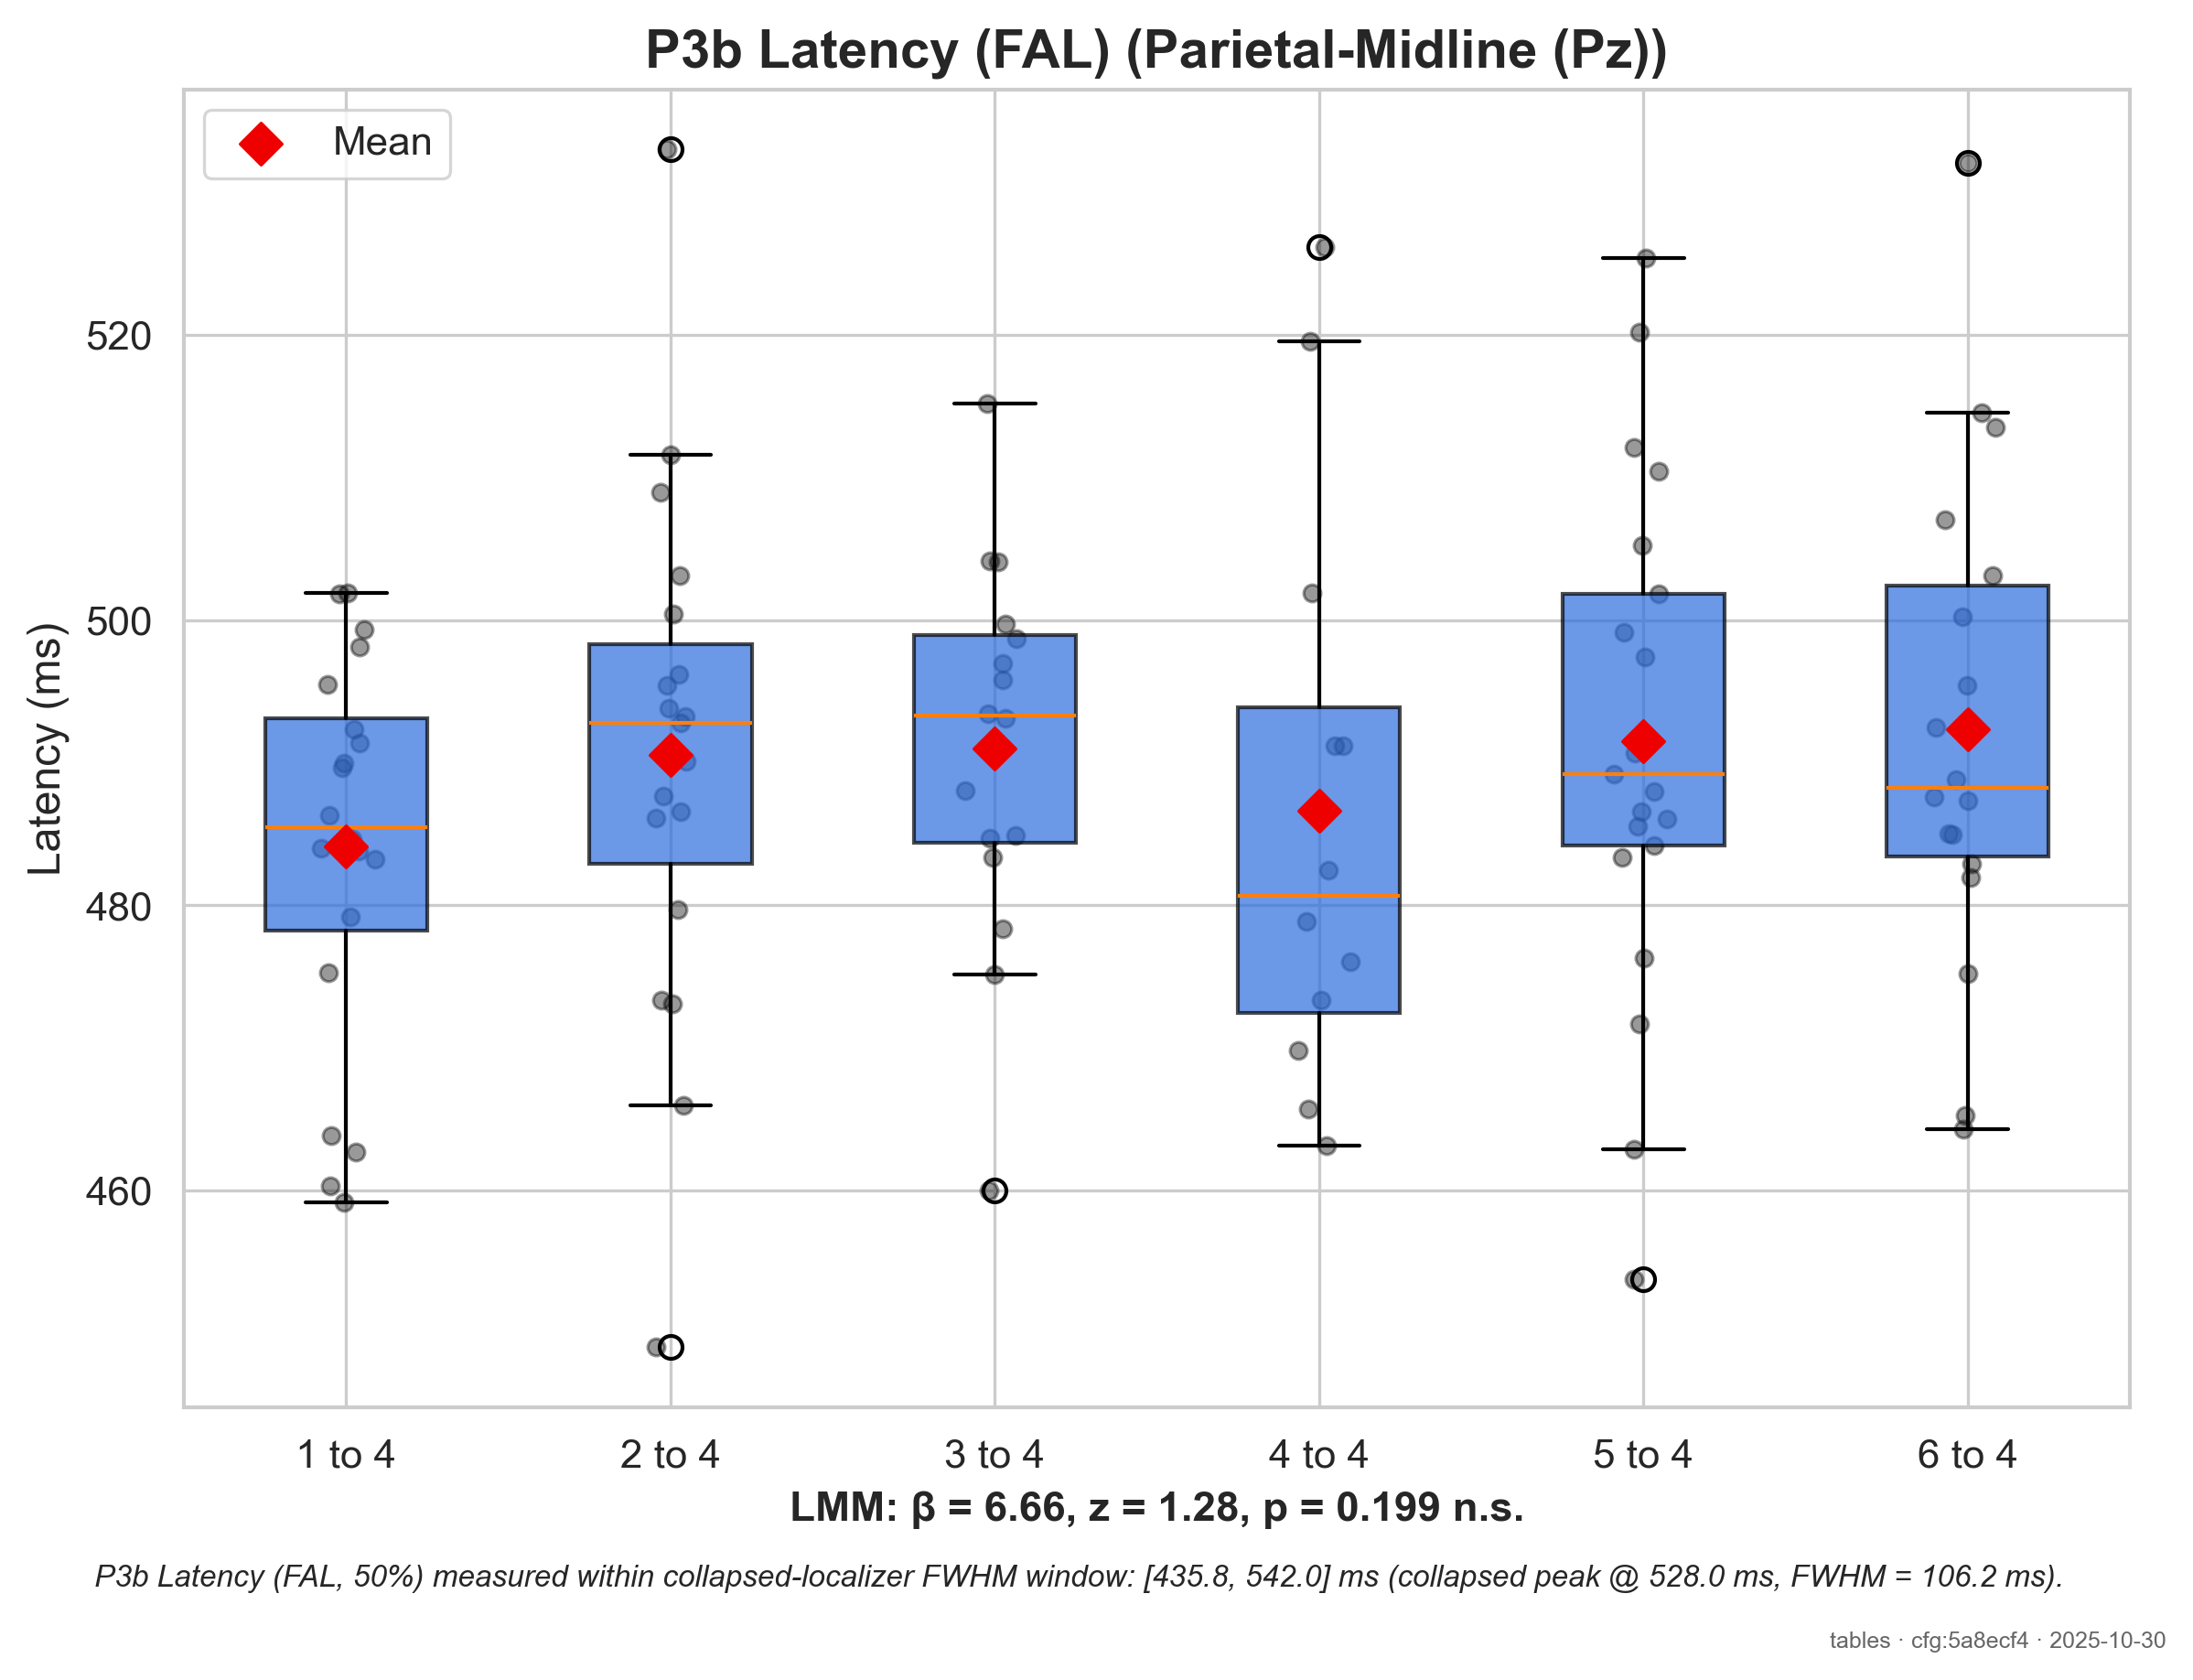 P3b Latency (FAL) (Parietal-Midline (Pz))
Mean
Latency (ms)
520
500
480
460
1 to 4 2 to 4 3 to 4 4 to 4 5 to 4 6 to 4
LMM: β = 6.66, z = 1.28, p = 0.199 n.s.
P3b Latency (FAL, 50%) measured within collapsed-localizer FWHM window: [435.8, 542.0] ms (collapsed peak @ 528.0 ms, FWHM = 106.2 ms).
tables · cfg:5a8ecf4 · 2025-10-30